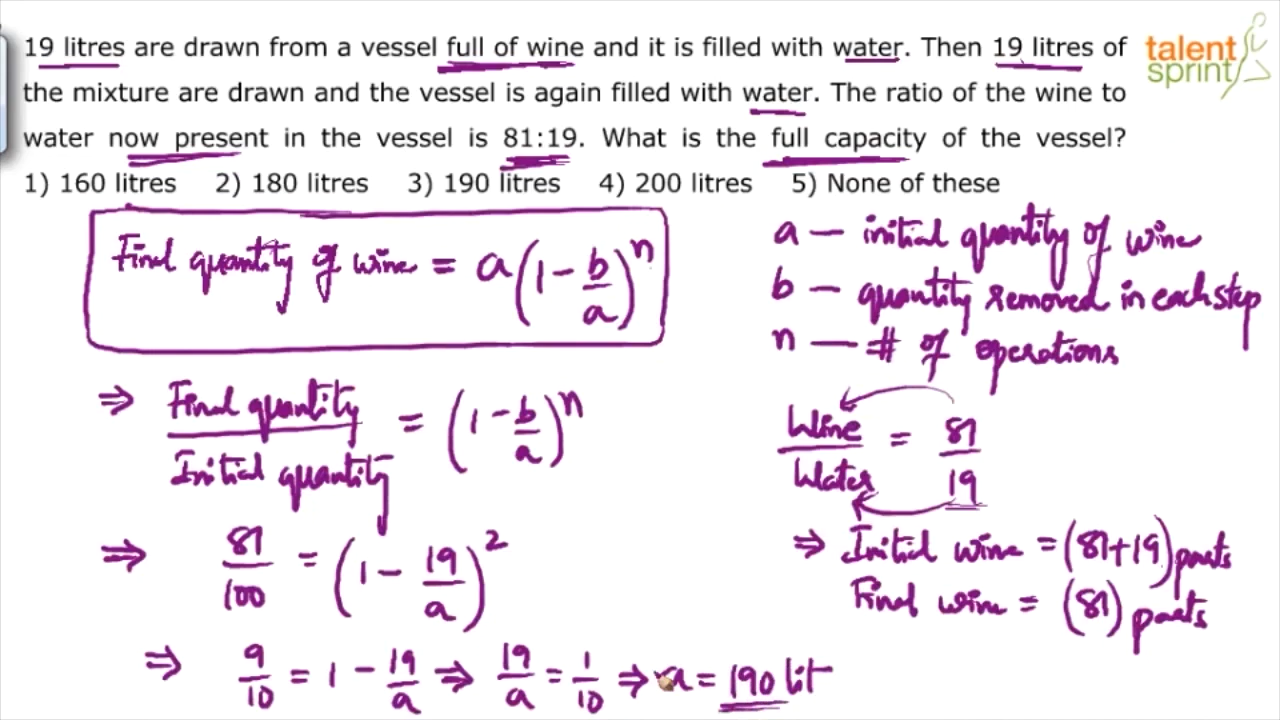 19 litres are drawn from a vessel full of wine and it is filled with water. Then 19 litres of
the mixture are drawn and the vessel is again filled with water. The ratio of the wine to
water now present in the vessel is 81:19. What is the full capacity of the vessel?
1) 160 litres 2) 180 litres 3) 190 litres 4) 200 litres 5) None of these
talent
sprint
Final quantity of wine = a(1 - b/a)^n
a — initial quantity of wine
b — quantity removed in each step
n — # of operations
⇒ Final quantity / Initial quantity = (1 - b/a)^n
Wine / Water = 81 / 19
⇒ Initial wine = (81+19) parts
Final wine = (81) parts
⇒ 81/100 = (1 - 19/a)^2
⇒ 9/10 = 1 - 19/a ⇒ 19/a = 1/10 ⇒ a = 190 lit